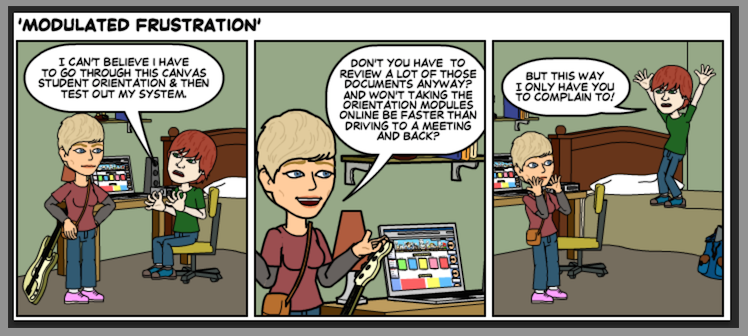 'MODULATED FRUSTRATION'
I CAN'T BELIEVE I HAVE
TO GO THROUGH THIS CANVAS
STUDENT ORIENTATION & THEN
TEST OUT MY SYSTEM.
DON'T YOU HAVE TO
REVIEW A LOT OF THOSE
DOCUMENTS ANYWAY?
AND WON'T TAKING THE
ORIENTATION MODULES
ONLINE BE FASTER THAN
DRIVING TO A MEETING
AND BACK?
BUT THIS WAY
I ONLY HAVE YOU
TO COMPLAIN TO!